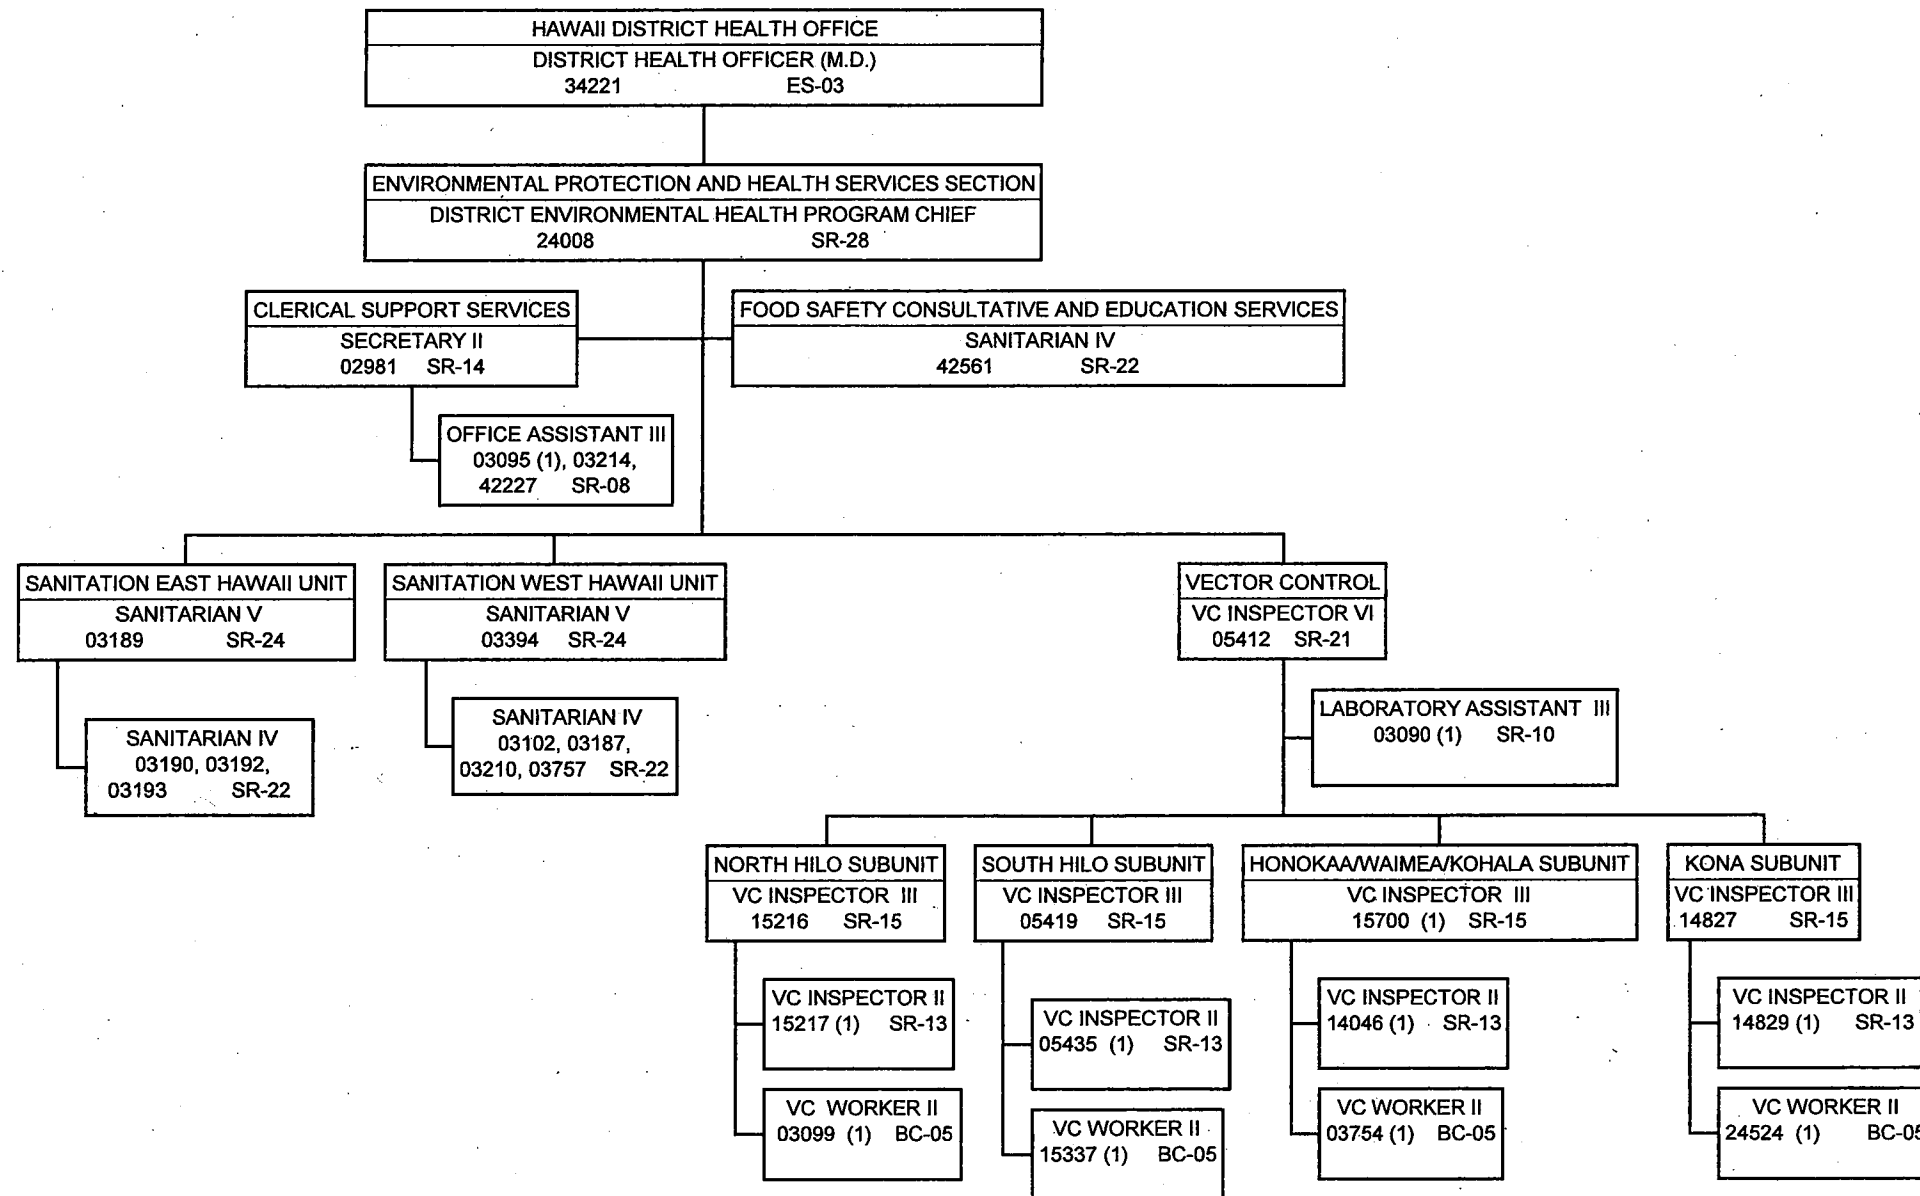 HAWAII DISTRICT HEALTH OFFICE
DISTRICT HEALTH OFFICER (M.D.)
34221 ES-03
ENVIRONMENTAL PROTECTION AND HEALTH SERVICES SECTION
DISTRICT ENVIRONMENTAL HEALTH PROGRAM CHIEF
24008 SR-28
CLERICAL SUPPORT SERVICES
SECRETARY II
02981 SR-14
FOOD SAFETY CONSULTATIVE AND EDUCATION SERVICES
SANITARIAN IV
42561 SR-22
OFFICE ASSISTANT III
03095 (1), 03214,
42227 SR-08
SANITATION EAST HAWAII UNIT
SANITARIAN V
03189 SR-24
SANITATION WEST HAWAII UNIT
SANITARIAN V
03394 SR-24
VECTOR CONTROL
VC INSPECTOR VI
05412 SR-21
SANITARIAN IV
03190, 03192,
03193 SR-22
SANITARIAN IV
03102, 03187,
03210, 03757 SR-22
LABORATORY ASSISTANT III
03090 (1) SR-10
NORTH HILO SUBUNIT
VC INSPECTOR III
15216 SR-15
SOUTH HILO SUBUNIT
VC INSPECTOR III
05419 SR-15
HONOKAA/WAIMEA/KOHALA SUBUNIT
VC INSPECTOR III
15700 (1) SR-15
KONA SUBUNIT
VC INSPECTOR III
14827 SR-15
VC INSPECTOR II
15217 (1) SR-13
VC INSPECTOR II
05435 (1) SR-13
VC INSPECTOR II
14046 (1) SR-13
VC INSPECTOR II
14829 (1) SR-13
VC WORKER II
03099 (1) BC-05
VC WORKER II
15337 (1) BC-05
VC WORKER II
03754 (1) BC-05
VC WORKER II
24524 (1) BC-05